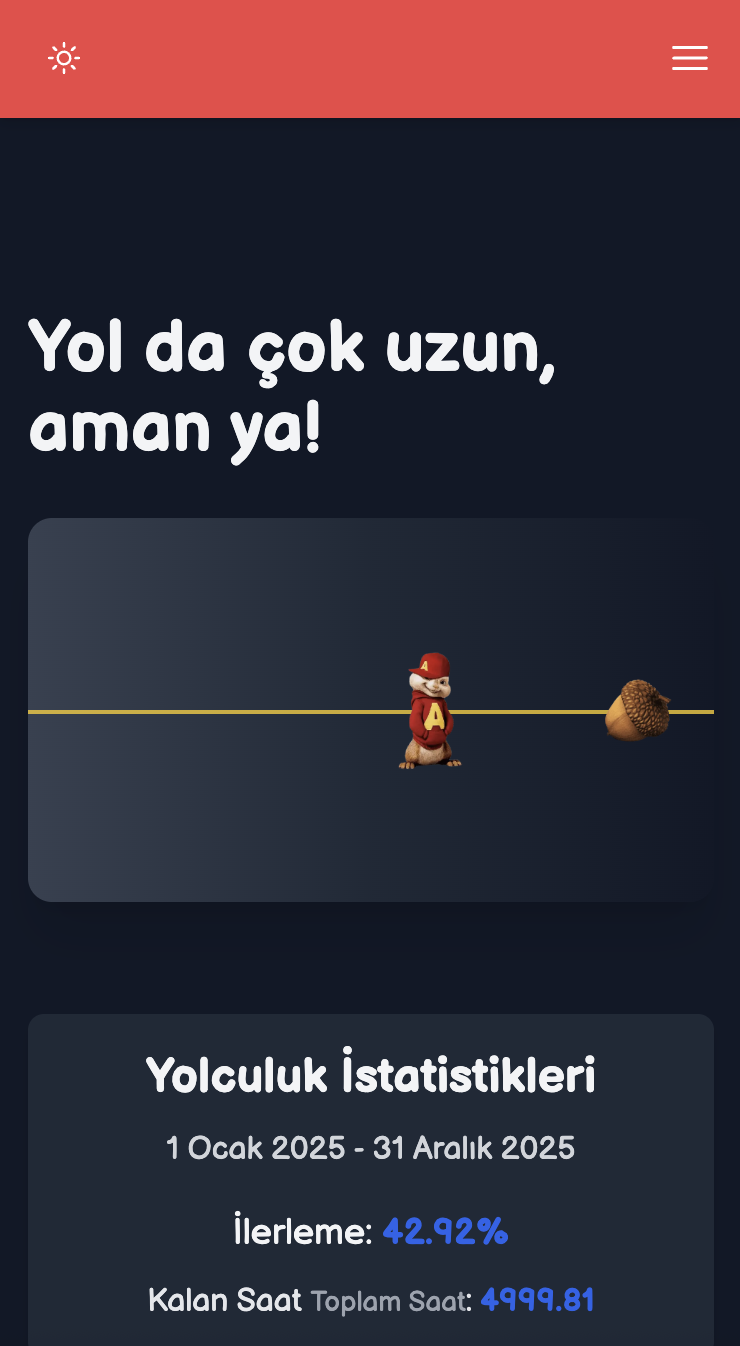 Yol da çok uzun,
aman ya!
A
A
Yolculuk İstatistikleri
1 Ocak 2025 - 31 Aralık 2025
İlerleme: 42.92%
Kalan Saat Toplam Saat: 4999.81